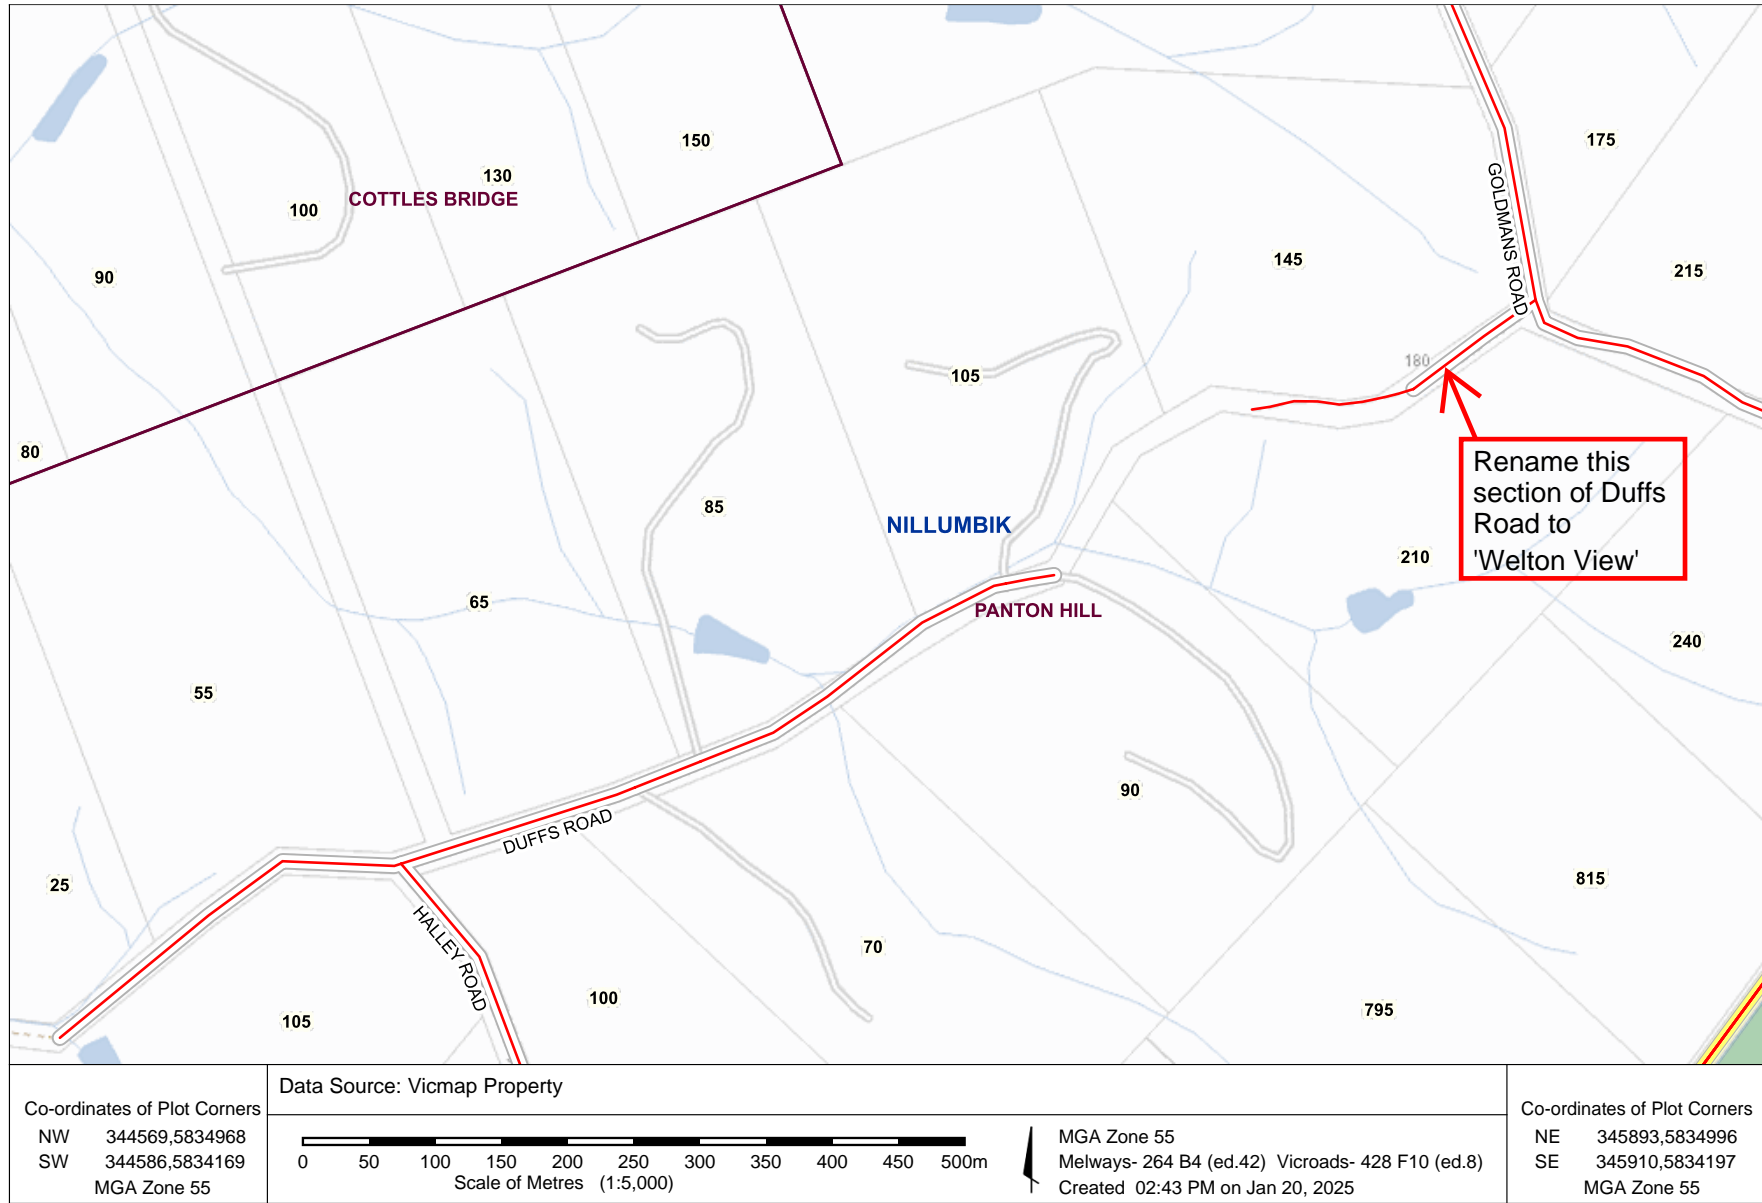 150
175
130
COTTLES BRIDGE
100
GOLDMANS ROAD
145
215
90
180
105
80
Rename this
section of Duffs
Road to
'Welton View'
85
NILLUMBIK
210
65
PANTON HILL
240
55
90
DUFFS ROAD
25
815
HALLEY ROAD
70
100
105
795
Co-ordinates of Plot Corners
NW 344569,5834968
SW 344586,5834169
MGA Zone 55
Data Source: Vicmap Property
0 50 100 150 200 250 300 350 400 450 500m
Scale of Metres (1:5,000)
MGA Zone 55
Melways- 264 B4 (ed.42) Vicroads- 428 F10 (ed.8)
Created 02:43 PM on Jan 20, 2025
Co-ordinates of Plot Corners
NE 345893,5834996
SE 345910,5834197
MGA Zone 55